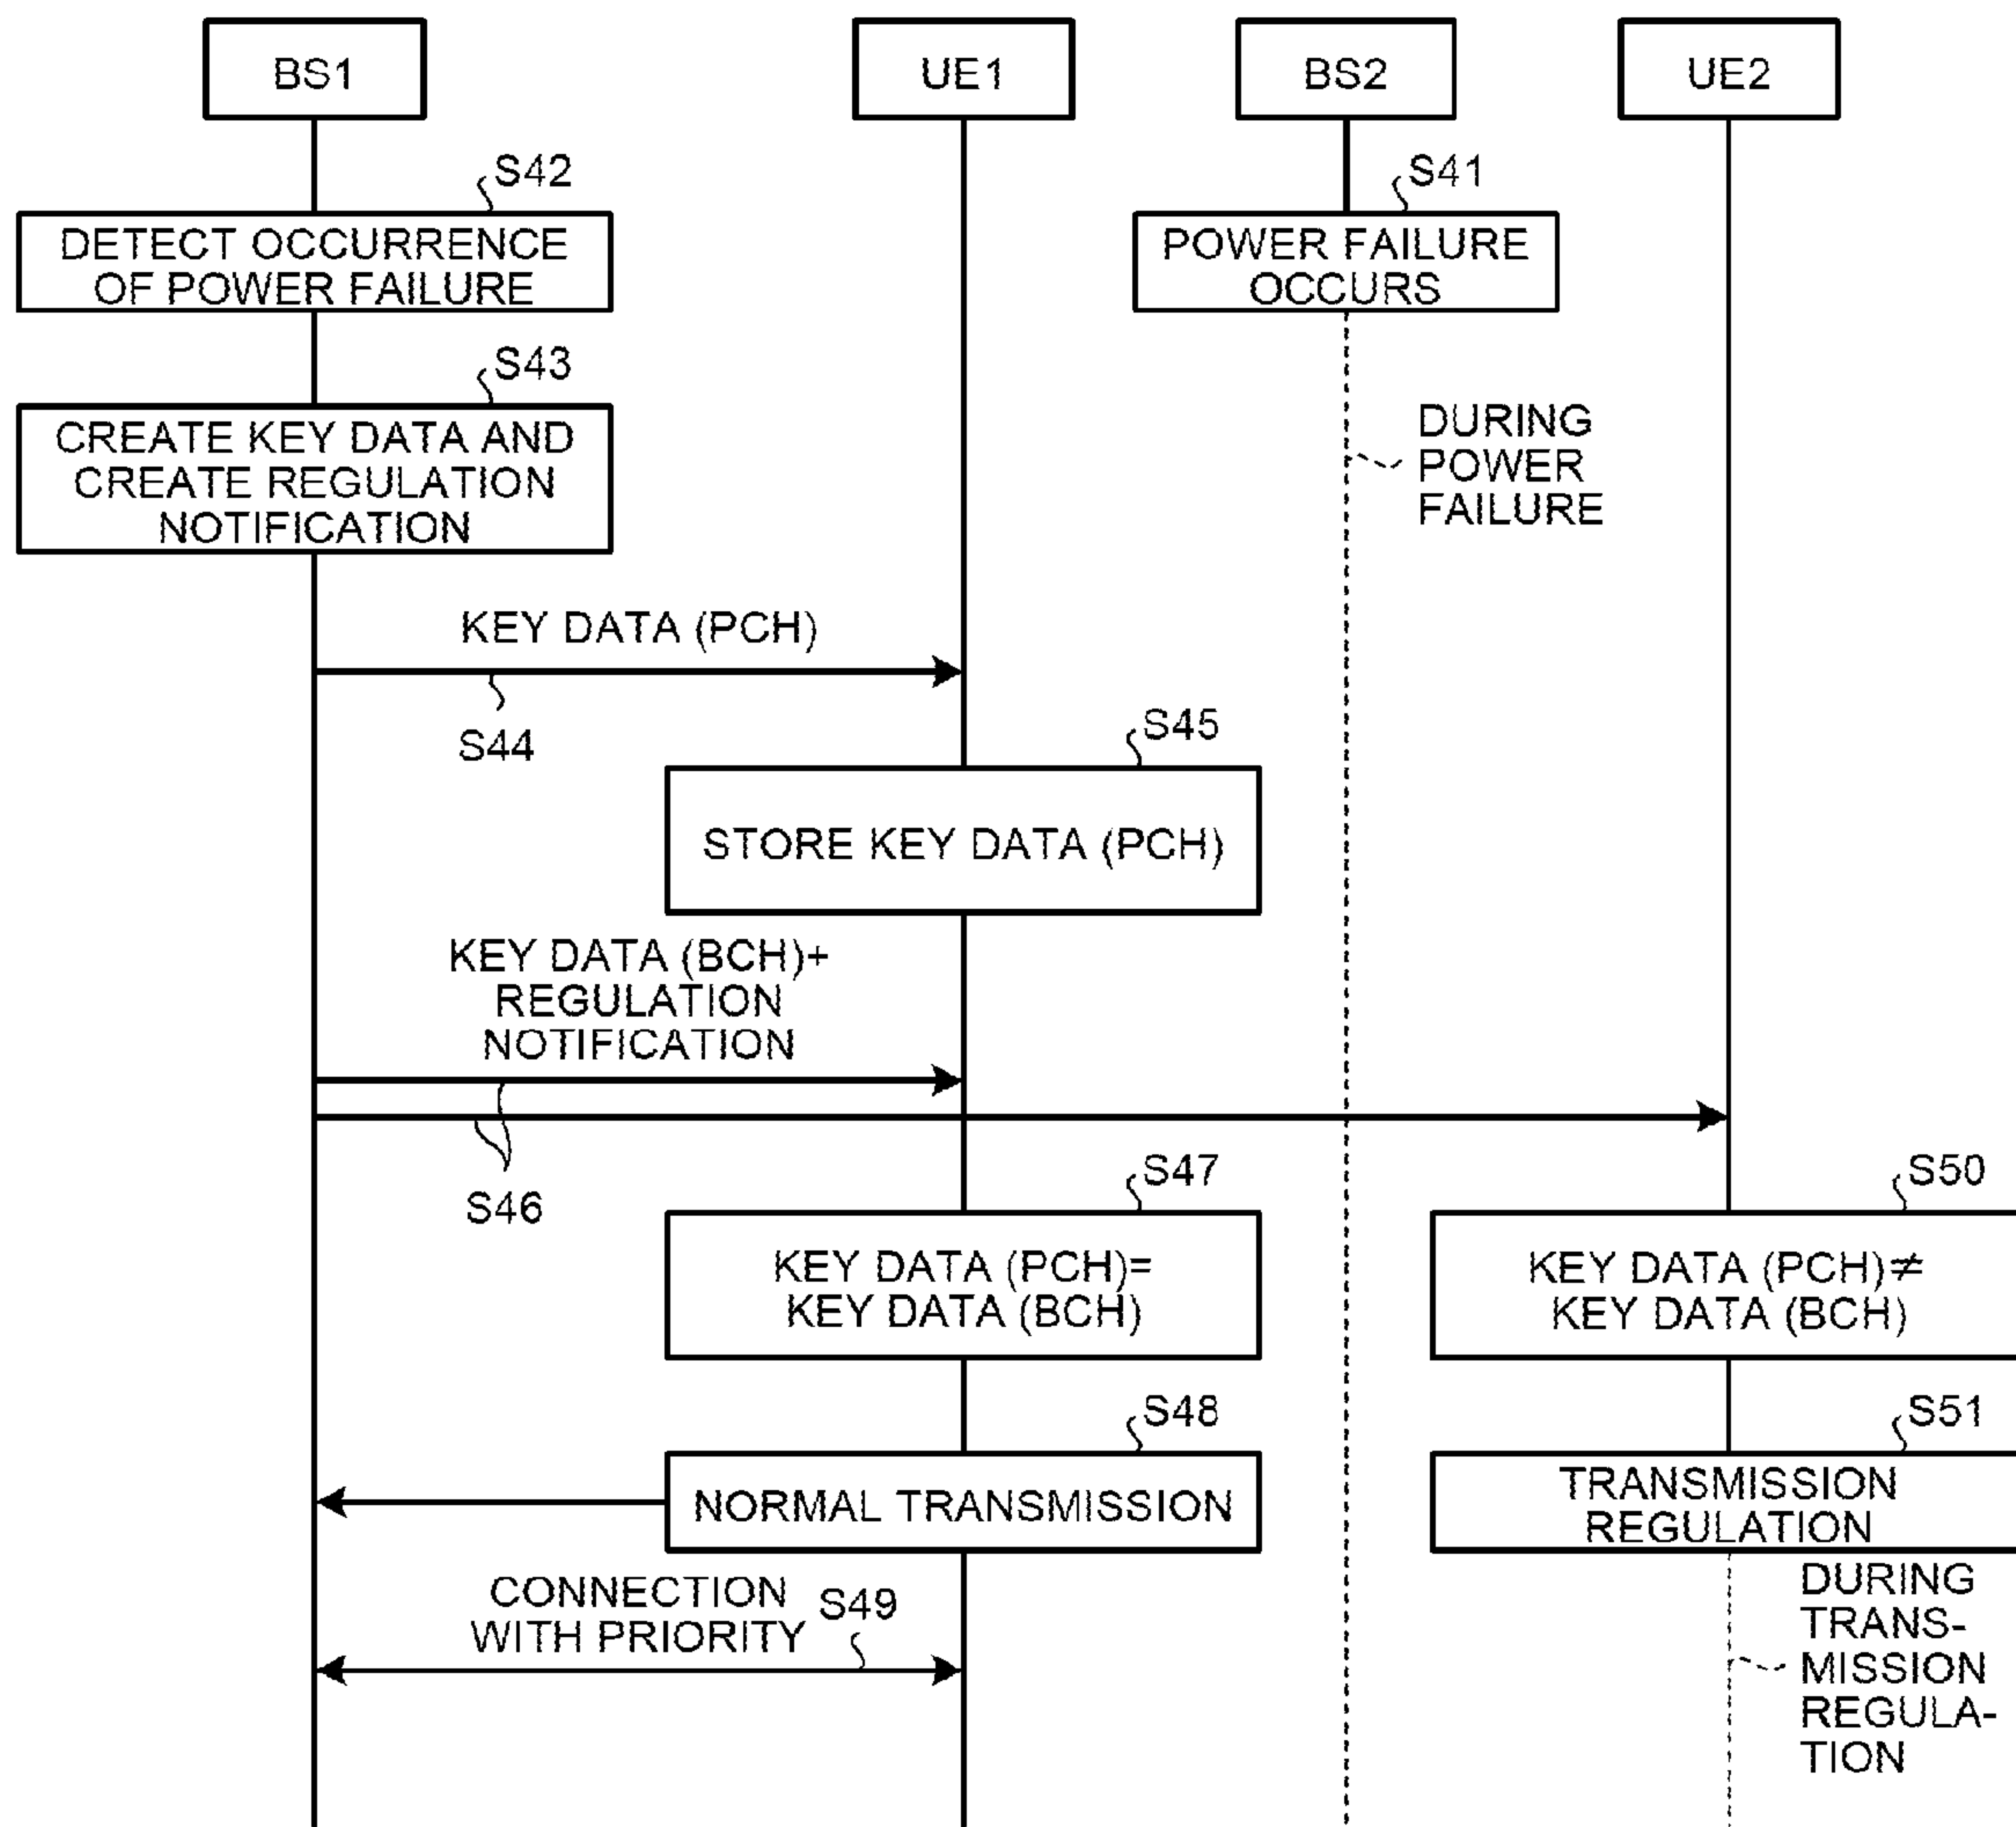 BS1
UE1
BS2
UE2
S42
S41
DETECT OCCURRENCE
OF POWER FAILURE
POWER FAILURE
OCCURS
S43
CREATE KEY DATA AND
CREATE REGULATION
NOTIFICATION
DURING
POWER
FAILURE
KEY DATA (PCH)
S44
S45
STORE KEY DATA (PCH)
KEY DATA (BCH)+
REGULATION
NOTIFICATION
S46
S47
S50
KEY DATA (PCH)=
KEY DATA (BCH)
KEY DATA (PCH)≠
KEY DATA (BCH)
S48
S51
NORMAL TRANSMISSION
TRANSMISSION
REGULATION
CONNECTION
WITH PRIORITY
S49
DURING
TRANS-
MISSION
REGULA-
TION